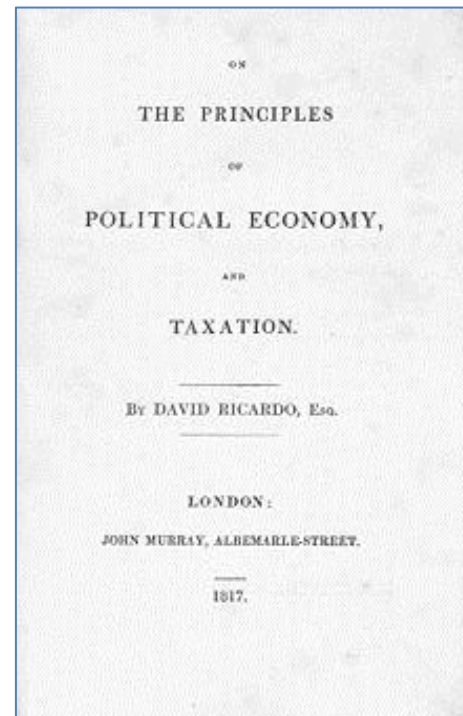 ON
THE PRINCIPLES
OF
POLITICAL ECONOMY,
AND
TAXATION.
BY DAVID RICARDO, Esq.
LONDON:
JOHN MURRAY, ALBEMARLE-STREET.
1817.